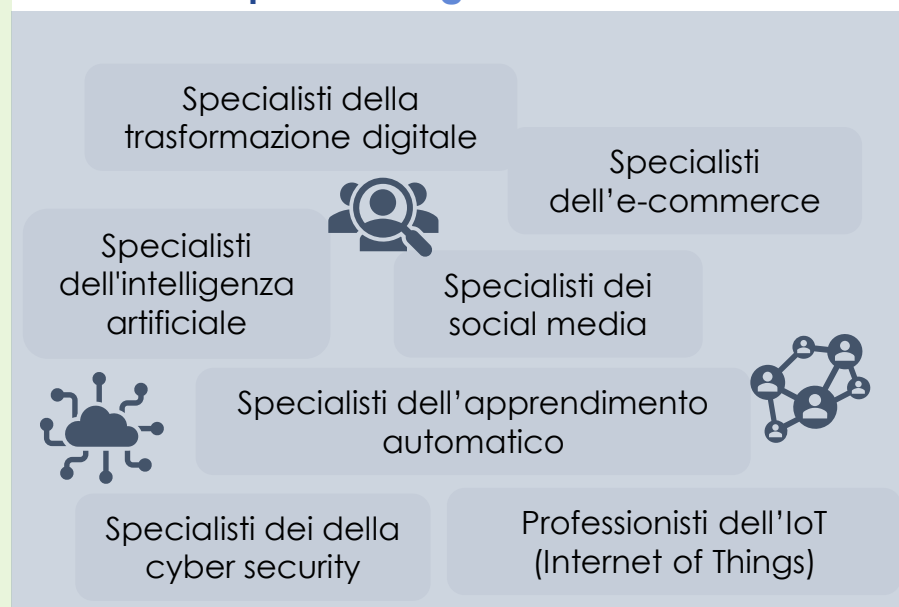 Specialisti della
trasformazione digitale
Specialisti
dell’e-commerce
Specialisti
dell'intelligenza
artificiale
Specialisti dei
social media
Specialisti dell’apprendimento
automatico
Specialisti dei della
cyber security
Professionisti dell’IoT
(Internet of Things)